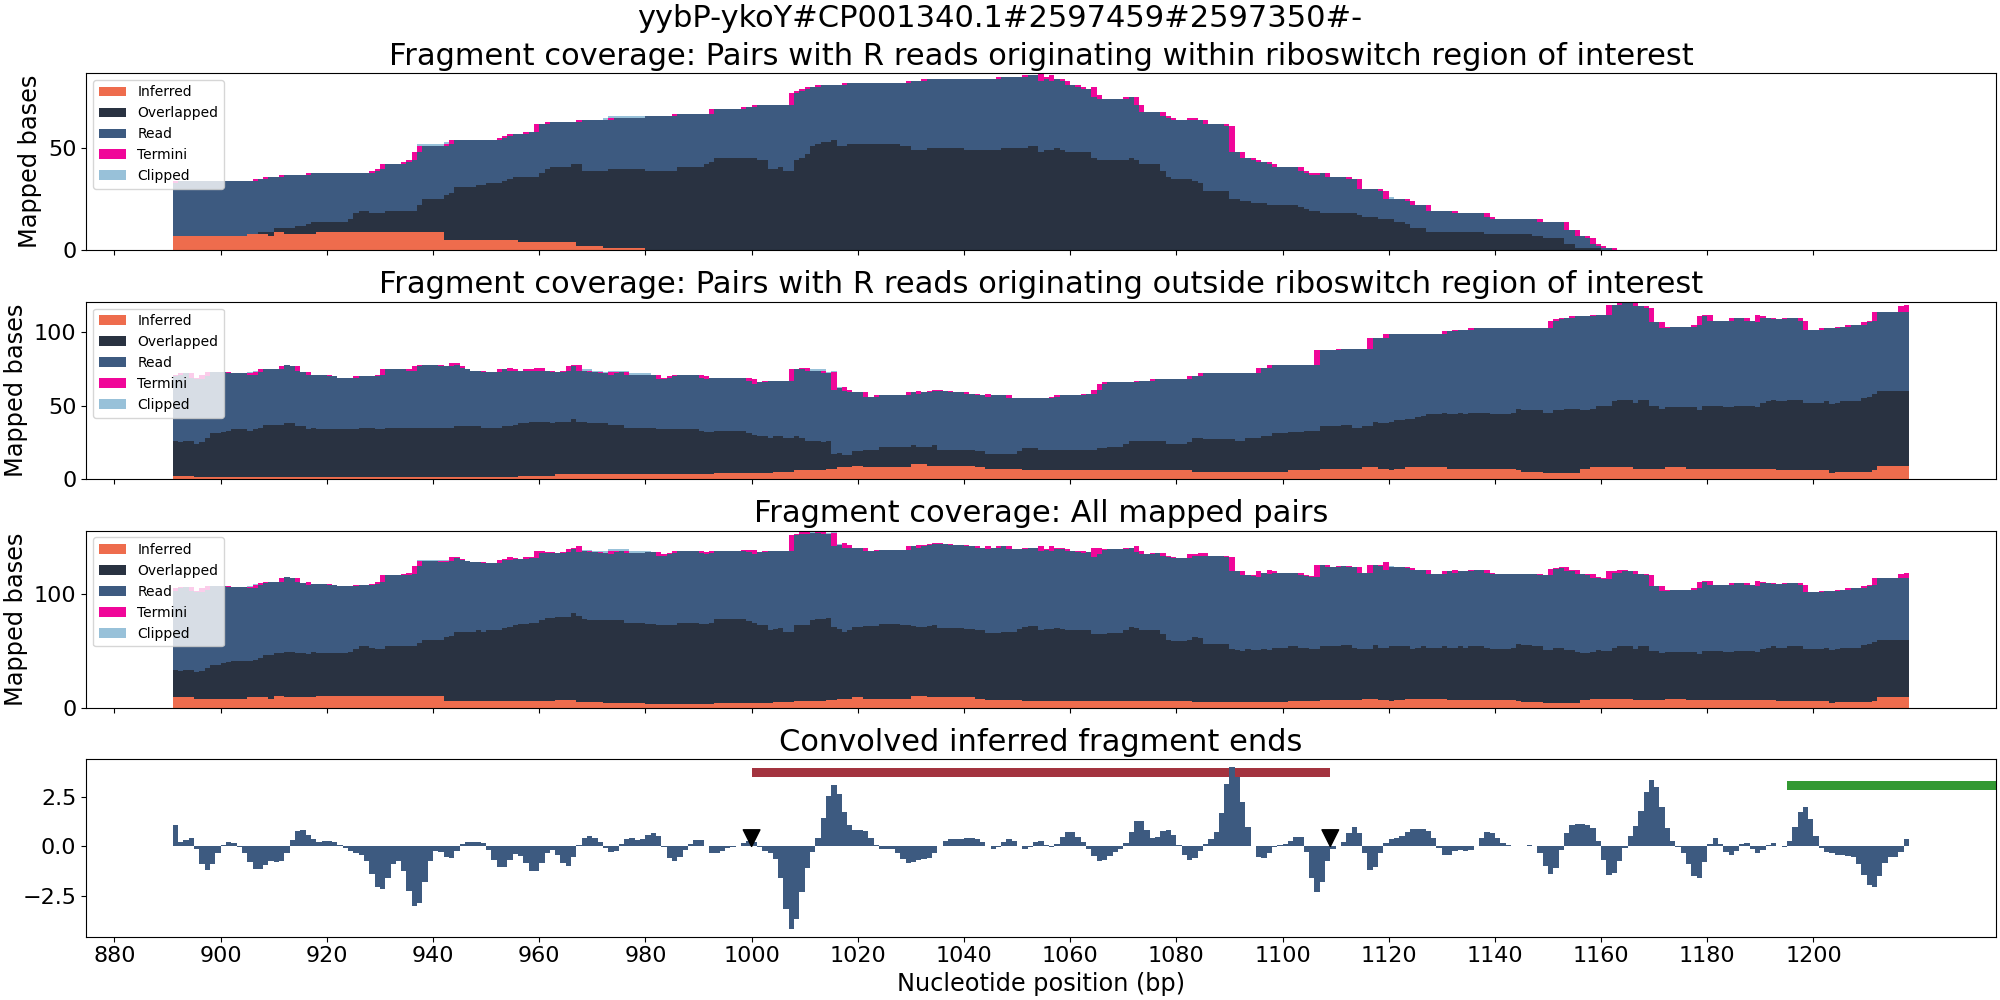 yybP-ykoY#CP001340.1#2597459#2597350#-
Fragment coverage: Pairs with R reads originating within riboswitch region of interest
Mapped bases
50
0
Inferred
Overlapped
Read
Termini
Clipped
Fragment coverage: Pairs with R reads originating outside riboswitch region of interest
Mapped bases
100
50
0
Inferred
Overlapped
Read
Termini
Clipped
Fragment coverage: All mapped pairs
Mapped bases
100
0
Inferred
Overlapped
Read
Termini
Clipped
Convolved inferred fragment ends
2.5
0.0
−2.5
880 900 920 940 960 980 1000 1020 1040 1060 1080 1100 1120 1140 1160 1180 1200
Nucleotide position (bp)